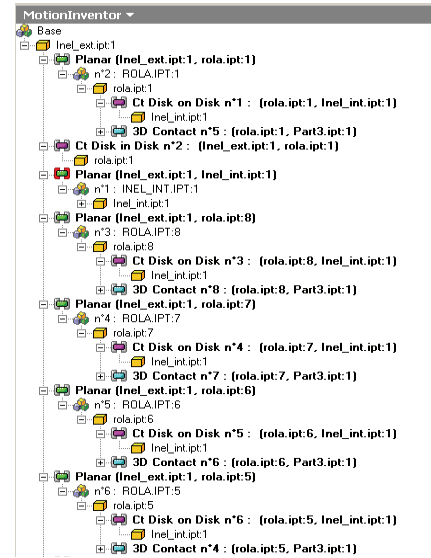 MotionInventor
Base
Inel_ext.ipt:1
Planar (Inel_ext.ipt:1, rola.ipt:1)
n°2 : ROLA.IPT:1
rola.ipt:1
Ct Disk on Disk n°1 : (rola.ipt:1, Inel_int.ipt:1)
Inel_int.ipt:1
3D Contact n°5 : (rola.ipt:1, Part3.ipt:1)
Ct Disk in Disk n°2 : (Inel_ext.ipt:1, rola.ipt:1)
rola.ipt:1
Planar (Inel_ext.ipt:1, Inel_int.ipt:1)
n°1 : INEL_INT.IPT:1
Inel_int.ipt:1
Planar (Inel_ext.ipt:1, rola.ipt:8)
n°3 : ROLA.IPT:8
rola.ipt:8
Ct Disk on Disk n°3 : (rola.ipt:8, Inel_int.ipt:1)
Inel_int.ipt:1
3D Contact n°8 : (rola.ipt:8, Part3.ipt:1)
Planar (Inel_ext.ipt:1, rola.ipt:7)
n°4 : ROLA.IPT:7
rola.ipt:7
Ct Disk on Disk n°4 : (rola.ipt:7, Inel_int.ipt:1)
Inel_int.ipt:1
3D Contact n°7 : (rola.ipt:7, Part3.ipt:1)
Planar (Inel_ext.ipt:1, rola.ipt:6)
n°5 : ROLA.IPT:6
rola.ipt:6
Ct Disk on Disk n°5 : (rola.ipt:6, Inel_int.ipt:1)
Inel_int.ipt:1
3D Contact n°6 : (rola.ipt:6, Part3.ipt:1)
Planar (Inel_ext.ipt:1, rola.ipt:5)
n°6 : ROLA.IPT:5
rola.ipt:5
Ct Disk on Disk n°6 : (rola.ipt:5, Inel_int.ipt:1)
Inel_int.ipt:1
3D Contact n°4 : (rola.ipt:5, Part3.ipt:1)